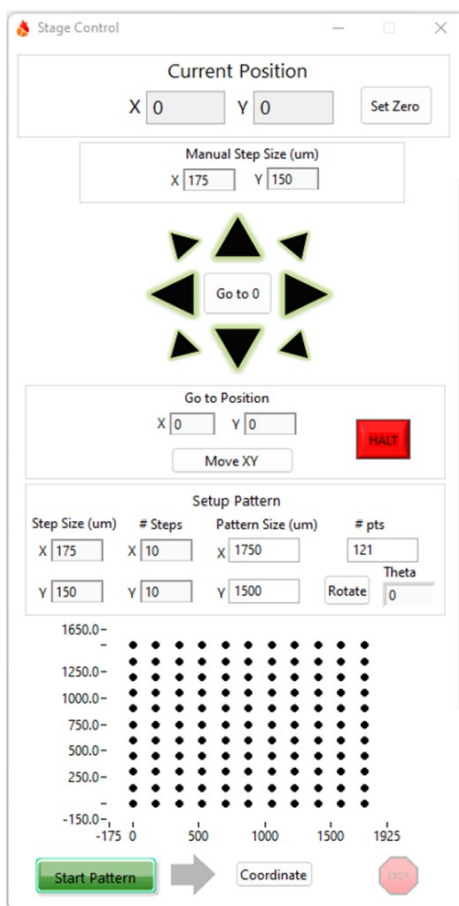 Stage Control
Current Position
X 0 Y 0 Set Zero
Manual Step Size (um)
X 175 Y 150
Go to 0
Go to Position
X 0 Y 0
HALT
Move XY
Setup Pattern
Step Size (um) # Steps Pattern Size (um) # pts
X 175 X 10 X 1750 121
Theta
Y 150 Y 10 Y 1500 Rotate 0
1650.0-
1250.0-
1000.0-
750.0-
500.0-
250.0-
-150.0-
-175 0 500 1000 1500 1925
Start Pattern Coordinate STOP